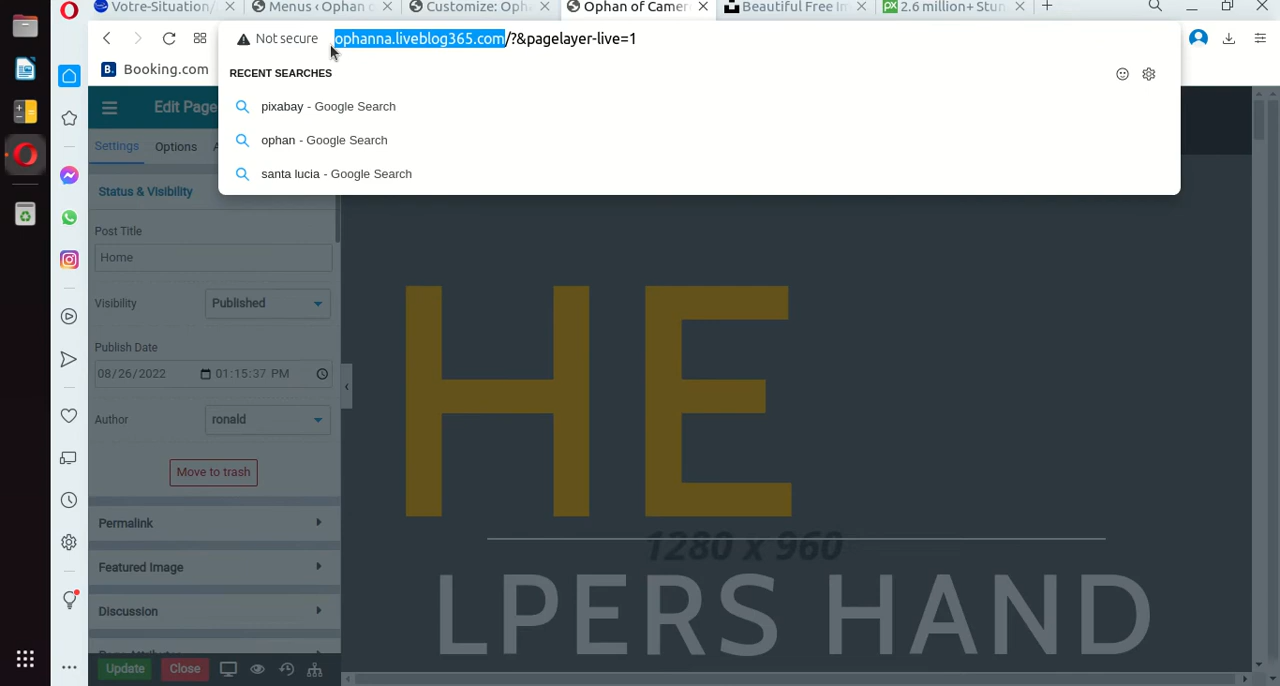 Votre-Situation/
Menus ‹ Ophan o
Customize: Oph
Ophan of Camer
Beautiful Free Im
px 2.6 million+ Stun
Not secure
ophanna.liveblog365.com/?&pagelayer-live=1
B. Booking.com
RECENT SEARCHES
pixabay - Google Search
ophan - Google Search
santa lucia - Google Search
Edit Page
Settings Options A
Status & Visibility
Post Title
Home
Visibility Published
Publish Date
08/26/2022 01:15:37 PM
Author ronald
Move to trash
Permalink
Featured Image
Discussion
Update Close
HE
1280 x 960
LPERS HAND